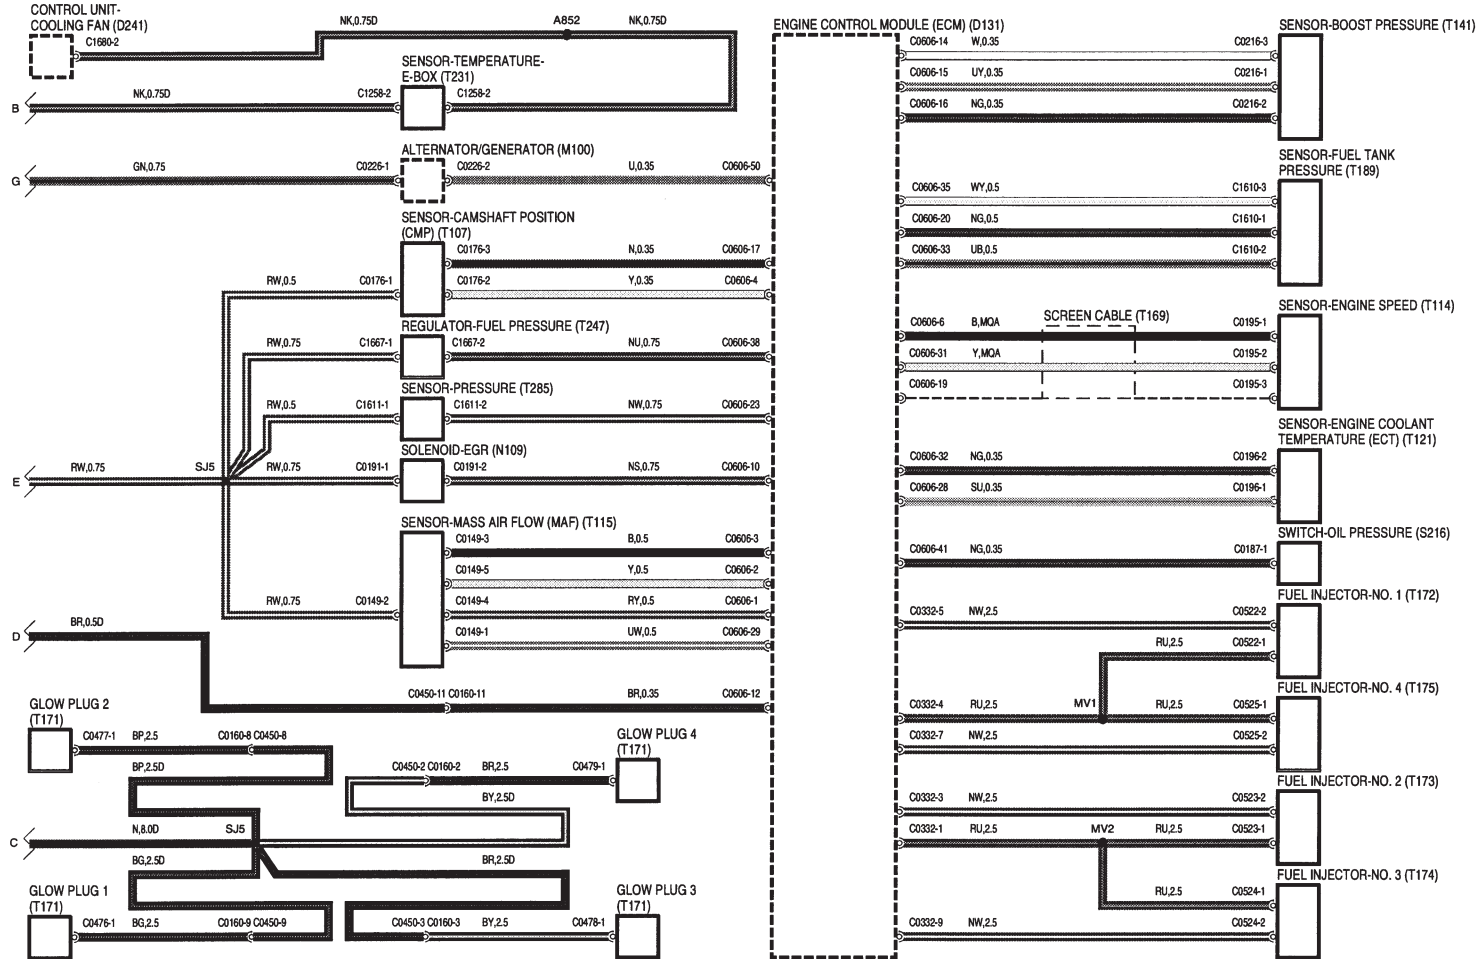 CONTROL UNIT-
COOLING FAN (D241)
C1680-2
NK,0.75D
A852
NK,0.75D
SENSOR-TEMPERATURE-
E-BOX (T231)
B
NK,0.75D
C1258-2
C1258-2
ALTERNATOR/GENERATOR (M100)
G
GN,0.75
C0226-1
C0226-2
U,0.35
C0606-50
SENSOR-CAMSHAFT POSITION
(CMP) (T107)
C0176-3
N,0.35
C0606-17
RW,0.5
C0176-1
C0176-2
Y,0.35
C0606-4
REGULATOR-FUEL PRESSURE (T247)
RW,0.75
C1667-1
C1667-2
NU,0.75
C0606-38
SENSOR-PRESSURE (T285)
RW,0.5
C1611-1
C1611-2
NW,0.75
C0606-23
SOLENOID-EGR (N109)
E
RW,0.75
SJ5
RW,0.75
C0191-1
C0191-2
NS,0.75
C0606-10
SENSOR-MASS AIR FLOW (MAF) (T115)
C0149-3
B,0.5
C0606-3
C0149-5
Y,0.5
C0606-2
RW,0.75
C0149-2
C0149-4
RY,0.5
C0606-1
C0149-1
UW,0.5
C0606-29
D
BR,0.5D
C0450-11 C0160-11
BR,0.35
C0606-12
GLOW PLUG 2
(T171)
C0477-1
BP,2.5
C0160-8 C0450-8
BP,2.5D
GLOW PLUG 4
(T171)
C0450-2 C0160-2
BR,2.5
C0479-1
BY,2.5D
C
N,8.0D
SJ5
BG,2.5D
BR,2.5D
GLOW PLUG 1
(T171)
C0476-1
BG,2.5
C0160-9 C0450-9
GLOW PLUG 3
(T171)
C0450-3 C0160-3
BY,2.5
C0478-1
ENGINE CONTROL MODULE (ECM) (D131)
SENSOR-BOOST PRESSURE (T141)
C0606-14
W,0.35
C0216-3
C0606-15
UY,0.35
C0216-1
C0606-16
NG,0.35
C0216-2
SENSOR-FUEL TANK
PRESSURE (T189)
C0606-35
WY,0.5
C1610-3
C0606-20
NG,0.5
C1610-1
C0606-33
UB,0.5
C1610-2
SENSOR-ENGINE SPEED (T114)
SCREEN CABLE (T169)
C0606-6
B,MQA
C0195-1
C0606-31
Y,MQA
C0195-2
C0606-19
C0195-3
SENSOR-ENGINE COOLANT
TEMPERATURE (ECT) (T121)
C0606-32
NG,0.35
C0196-2
C0606-28
SU,0.35
C0196-1
SWITCH-OIL PRESSURE (S216)
C0606-41
NG,0.35
C0187-1
FUEL INJECTOR-NO. 1 (T172)
C0332-5
NW,2.5
C0522-2
RU,2.5
C0522-1
FUEL INJECTOR-NO. 4 (T175)
C0332-4
RU,2.5
MV1
RU,2.5
C0525-1
C0332-7
NW,2.5
C0525-2
FUEL INJECTOR-NO. 2 (T173)
C0332-3
NW,2.5
C0523-2
C0332-1
RU,2.5
MV2
RU,2.5
C0523-1
FUEL INJECTOR-NO. 3 (T174)
RU,2.5
C0524-1
C0332-9
NW,2.5
C0524-2